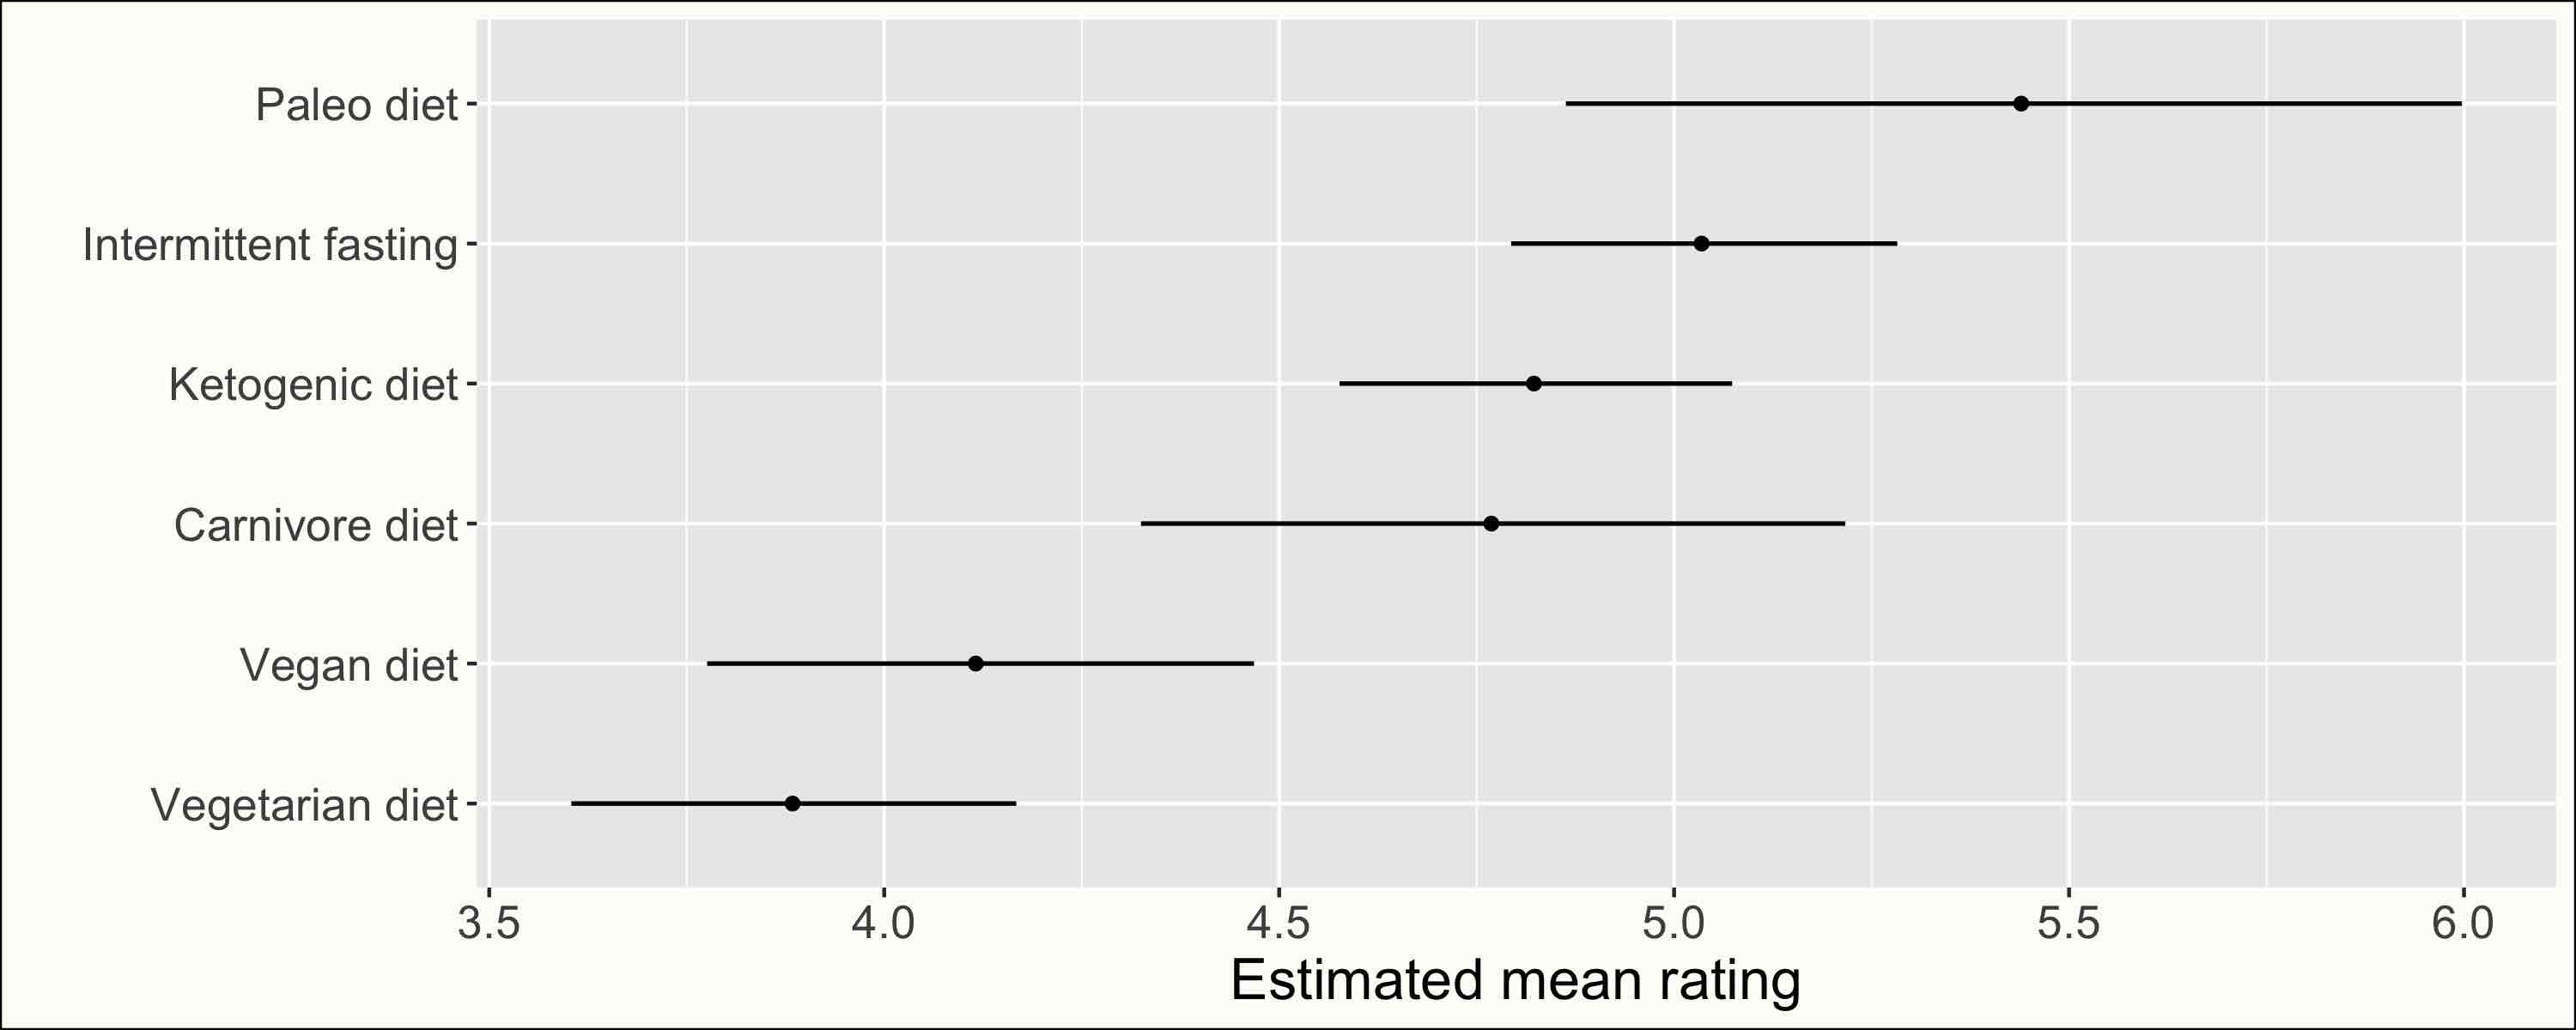 Paleo diet
Intermittent fasting
Ketogenic diet
Carnivore diet
Vegan diet
Vegetarian diet
3.5 4.0 4.5 5.0 5.5 6.0
Estimated mean rating